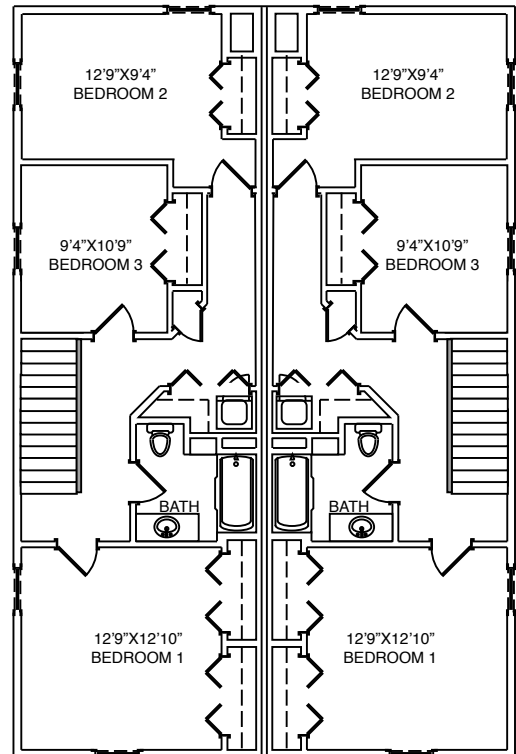 12'9"X9'4"
BEDROOM 2
12'9"X9'4"
BEDROOM 2
9'4"X10'9"
BEDROOM 3
9'4"X10'9"
BEDROOM 3
BATH
BATH
12'9"X12'10"
BEDROOM 1
12'9"X12'10"
BEDROOM 1